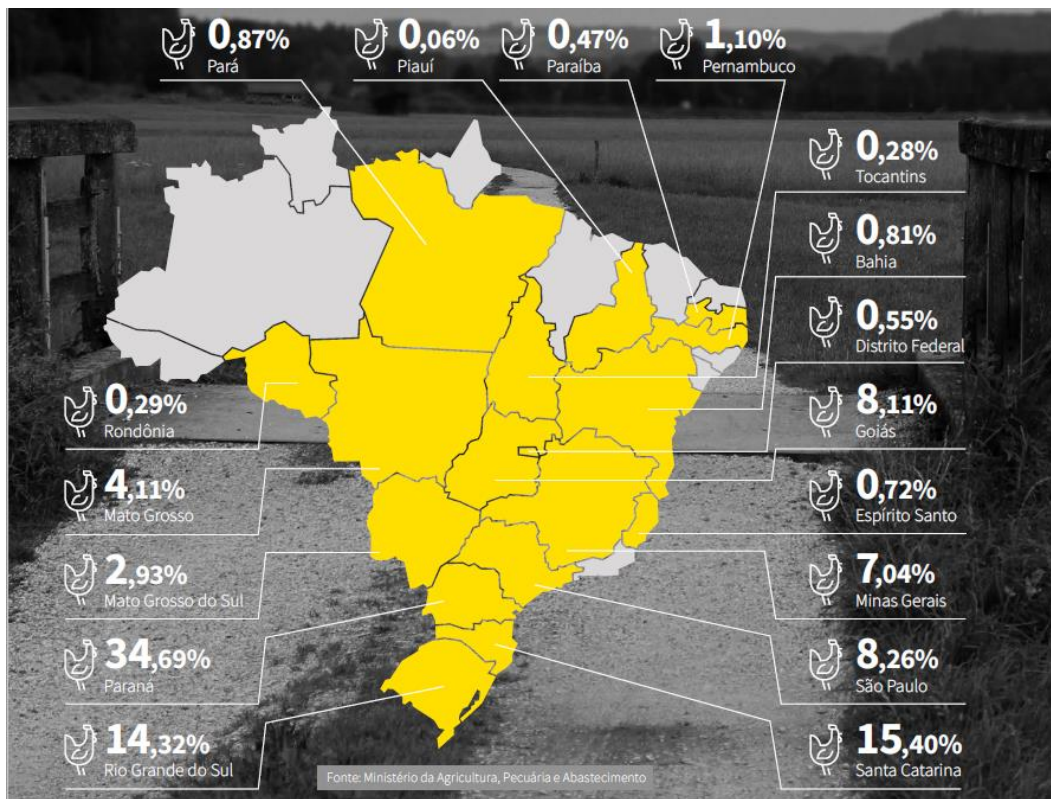 0,87%
Pará
0,06%
Piauí
0,47%
Paraíba
1,10%
Pernambuco
0,28%
Tocantins
0,81%
Bahia
0,55%
Distrito Federal
8,11%
Goiás
0,72%
Espírito Santo
7,04%
Minas Gerais
8,26%
São Paulo
15,40%
Santa Catarina
0,29%
Rondônia
4,11%
Mato Grosso
2,93%
Mato Grosso do Sul
34,69%
Paraná
14,32%
Rio Grande do Sul
Fonte: Ministério da Agricultura, Pecuária e Abastecimento